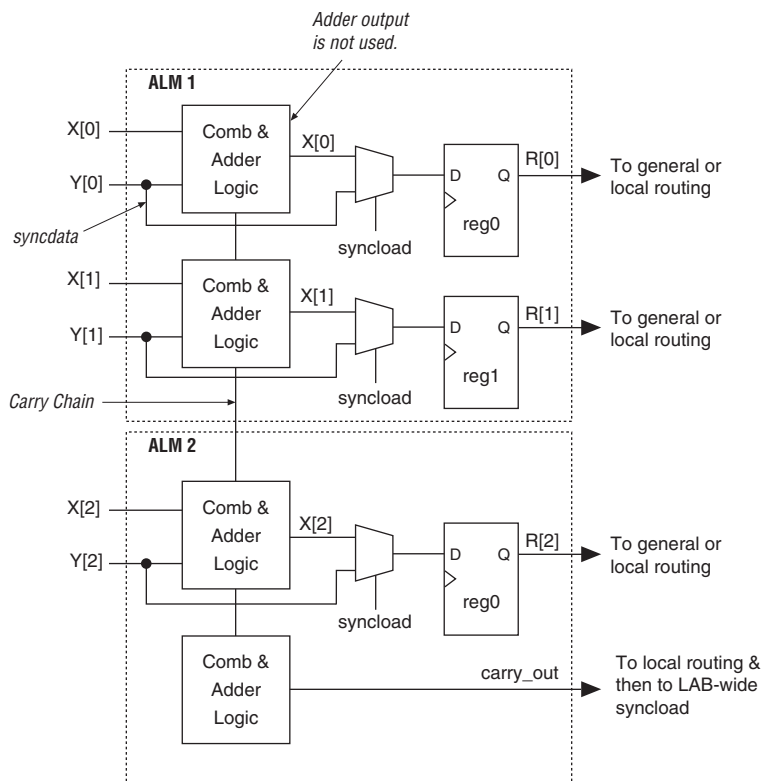 Adder output
is not used.
ALM 1
X[0]
Comb &
Adder
Logic
X[0]
Y[0]
D
Q
R[0]
To general or
local routing
reg0
syncdata
syncload
X[1]
Comb &
Adder
Logic
X[1]
Y[1]
D
Q
R[1]
To general or
local routing
reg1
syncload
Carry Chain
ALM 2
X[2]
Comb &
Adder
Logic
X[2]
Y[2]
D
Q
R[2]
To general or
local routing
reg0
syncload
Comb &
Adder
Logic
carry_out
To local routing &
then to LAB-wide
syncload